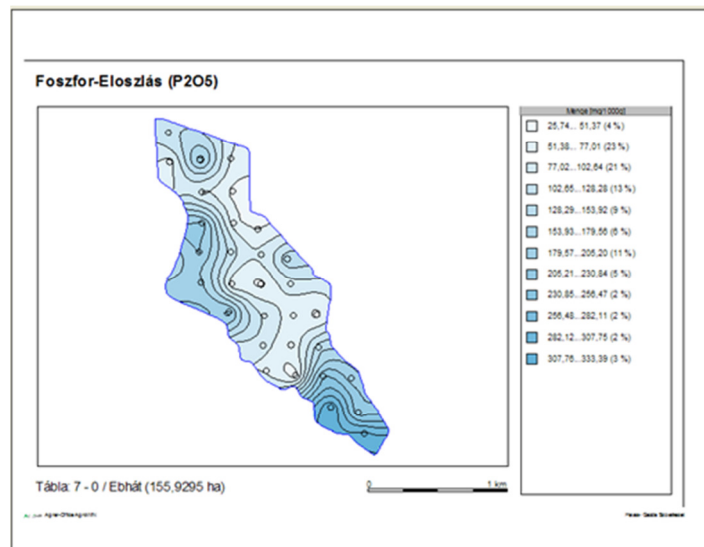 Foszfor-Eloszlás (P2O5)
25,74... 51,37 (4 %)
51,38... 77,01 (23 %)
77,02...102,64 (21 %)
102,65...128,28 (13 %)
128,29...153,92 (9 %)
153,93...179,56 (6 %)
179,57...205,20 (11 %)
205,21...230,84 (5 %)
230,85...256,47 (2 %)
256,48...282,11 (2 %)
282,12...307,75 (2 %)
307,76...333,39 (3 %)
Tábla: 7 - 0 / Ebhát (155,9295 ha)
0 1 km